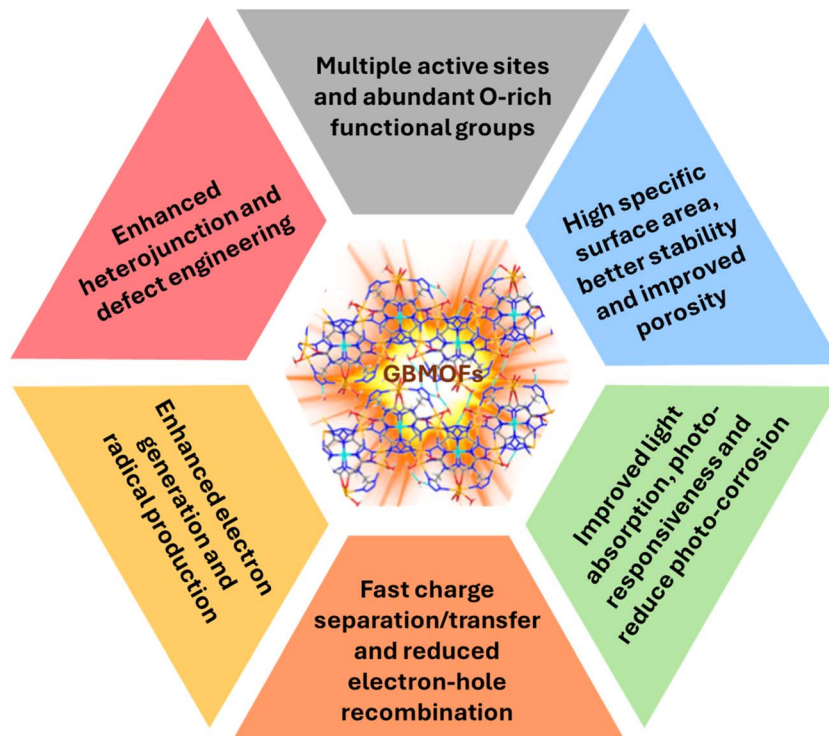 Multiple active sites
and abundant O-rich
functional groups
High specific
surface area,
better stability
and improved
porosity
Improved light
absorption, photo-
responsiveness and
reduce photo-corrosion
Fast charge
separation/transfer
and reduced
electron-hole
recombination
Enhanced electron
generation and
radical production
Enhanced
heterojunction and
defect engineering
GBMOFs